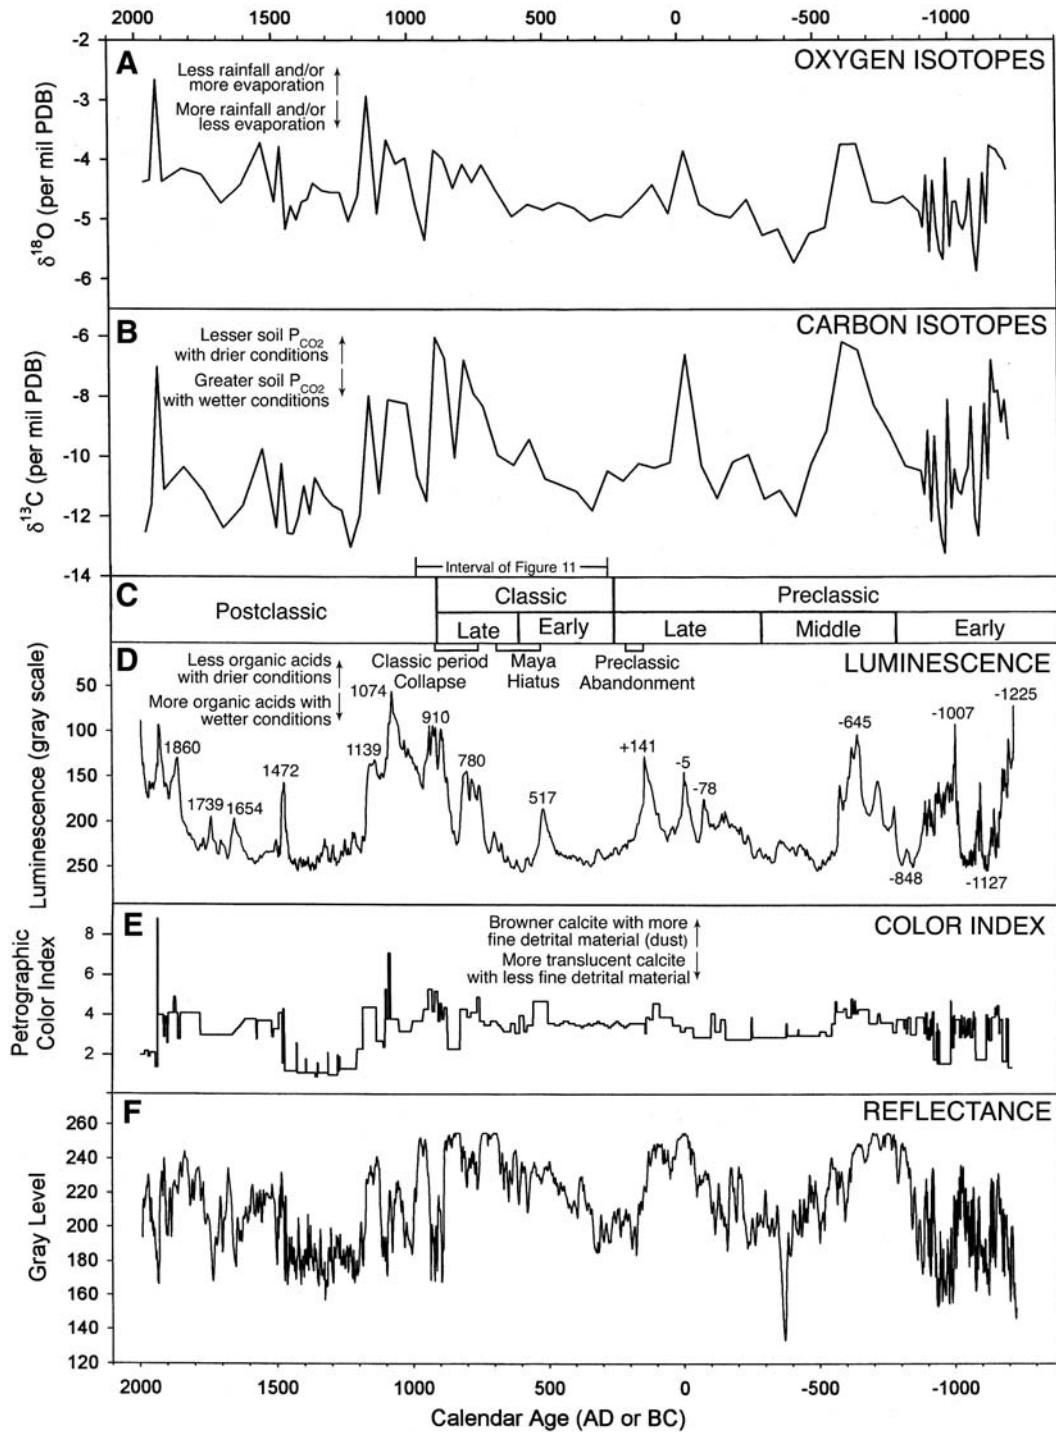 2000 1500 1000 500 0 -500 -1000
A
OXYGEN ISOTOPES
Less rainfall and/or
more evaporation
More rainfall and/or
less evaporation
-2
-3
-4
-5
-6
δ18O (per mil PDB)
B
CARBON ISOTOPES
Lesser soil PCO2
with drier conditions
Greater soil PCO2
with wetter conditions
-6
-8
-10
-12
-14
δ13C (per mil PDB)
Interval of Figure 11
C
Postclassic
Classic
Preclassic
Late
Early
Late
Middle
Early
D
LUMINESCENCE
Less organic acids
with drier conditions
More organic acids with
wetter conditions
Classic period
Collapse
Maya
Hiatus
Preclassic
Abandonment
50
100
150
200
250
Luminescence (gray scale)
1860
1739
1654
1472
1139
1074
910
780
517
+141
-5
-78
-645
-848
-1007
-1127
-1225
E
COLOR INDEX
Browner calcite with more
fine detrital material (dust)
More translucent calcite
with less fine detrital material
8
6
4
2
Petrographic
Color Index
F
REFLECTANCE
260
240
220
200
180
160
140
120
Gray Level
2000 1500 1000 500 0 -500 -1000
Calendar Age (AD or BC)